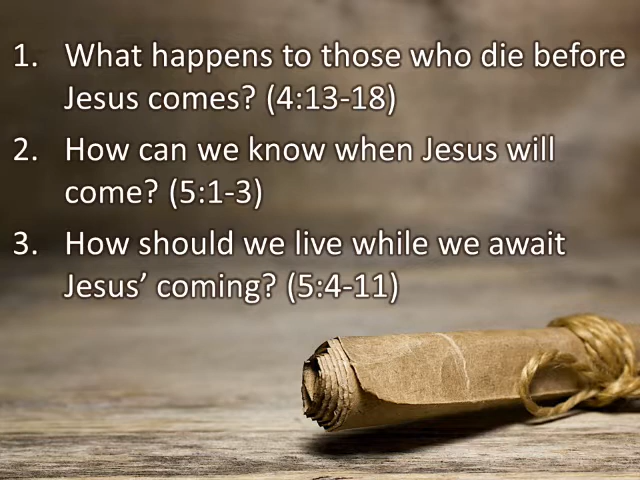 1. What happens to those who die before
Jesus comes? (4:13-18)
2. How can we know when Jesus will
come? (5:1-3)
3. How should we live while we await
Jesus’ coming? (5:4-11)